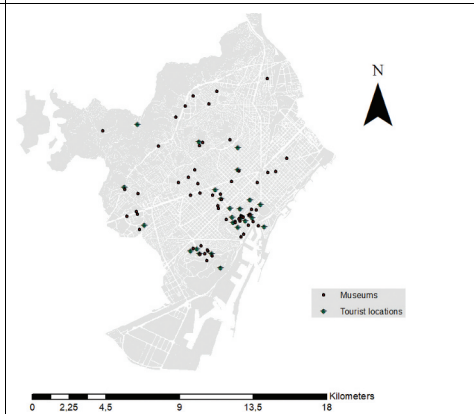 N
Museums
Tourist locations
Kilometers
0 2,25 4,5 9 13,5 18